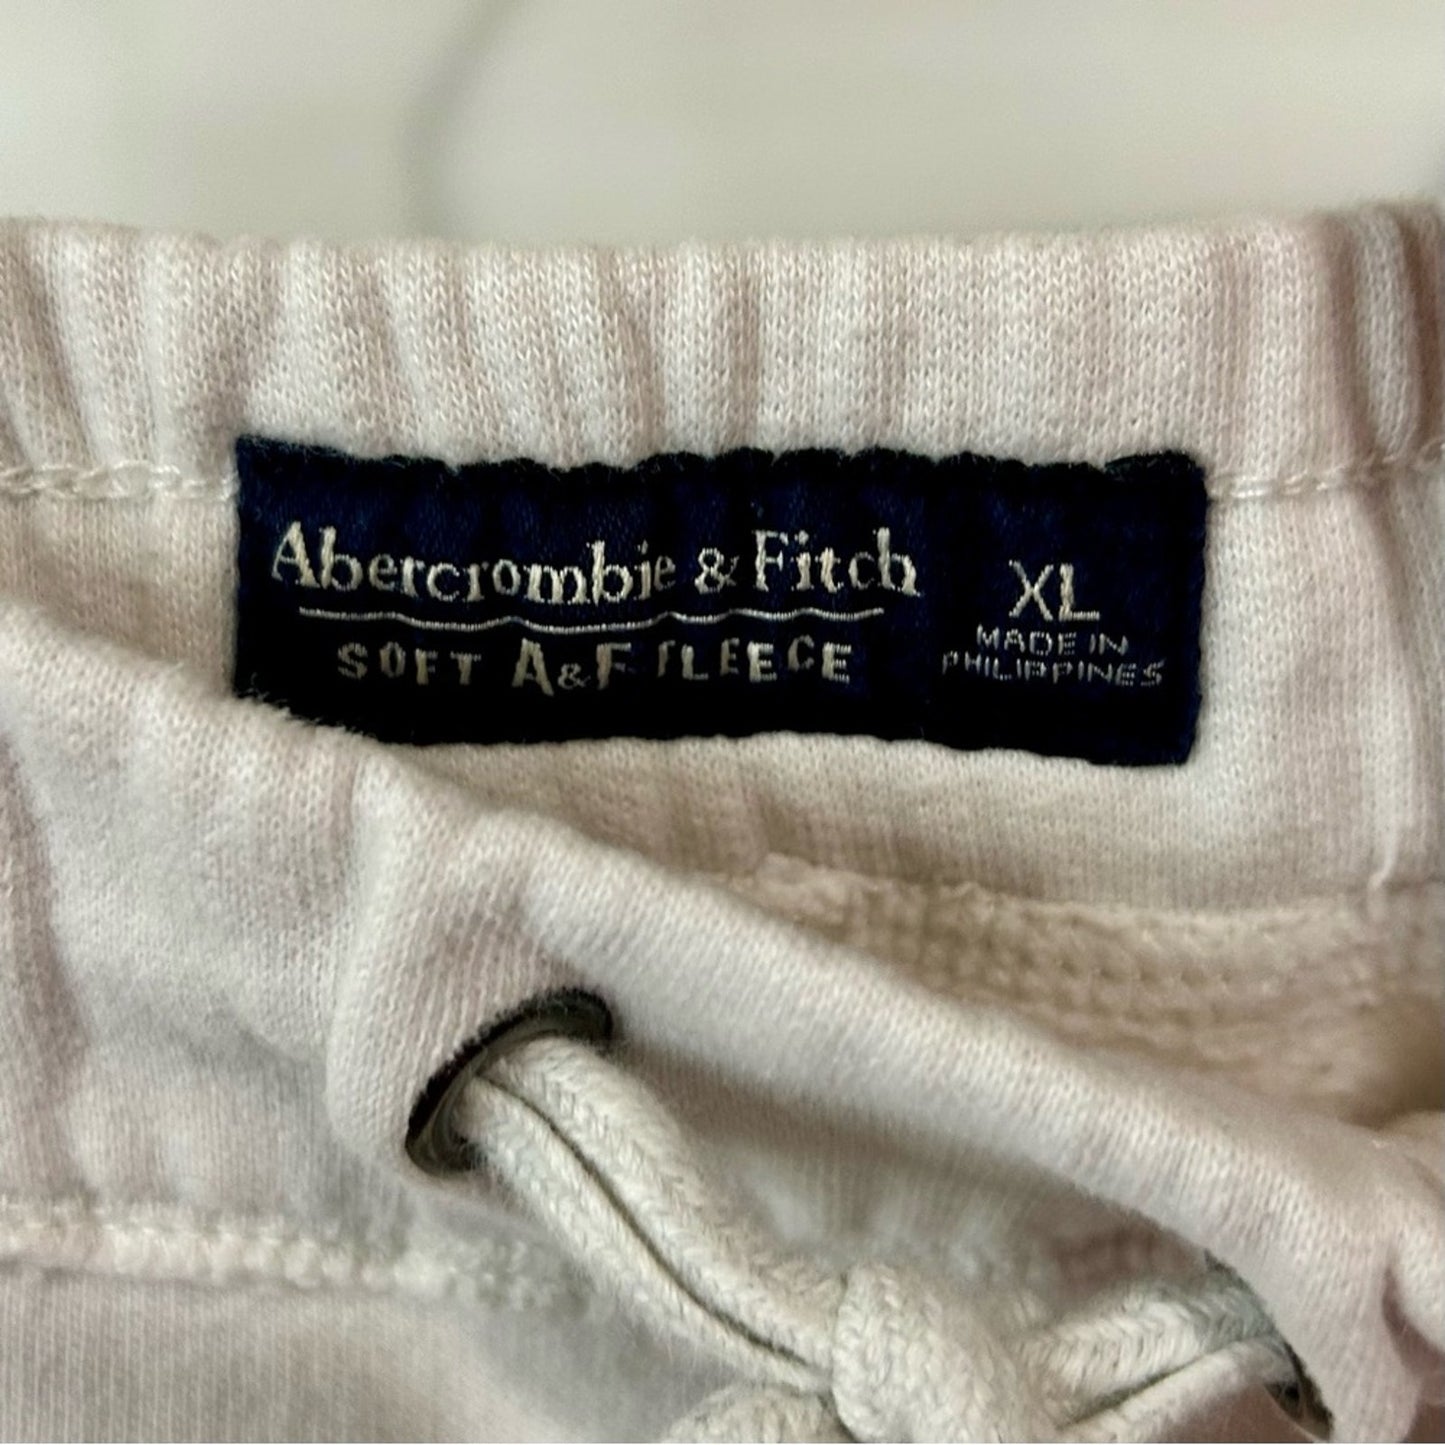 Abercrombie & Fitch
SOFT A&F FLEECE
XL
MADE IN
PHILIPPINES